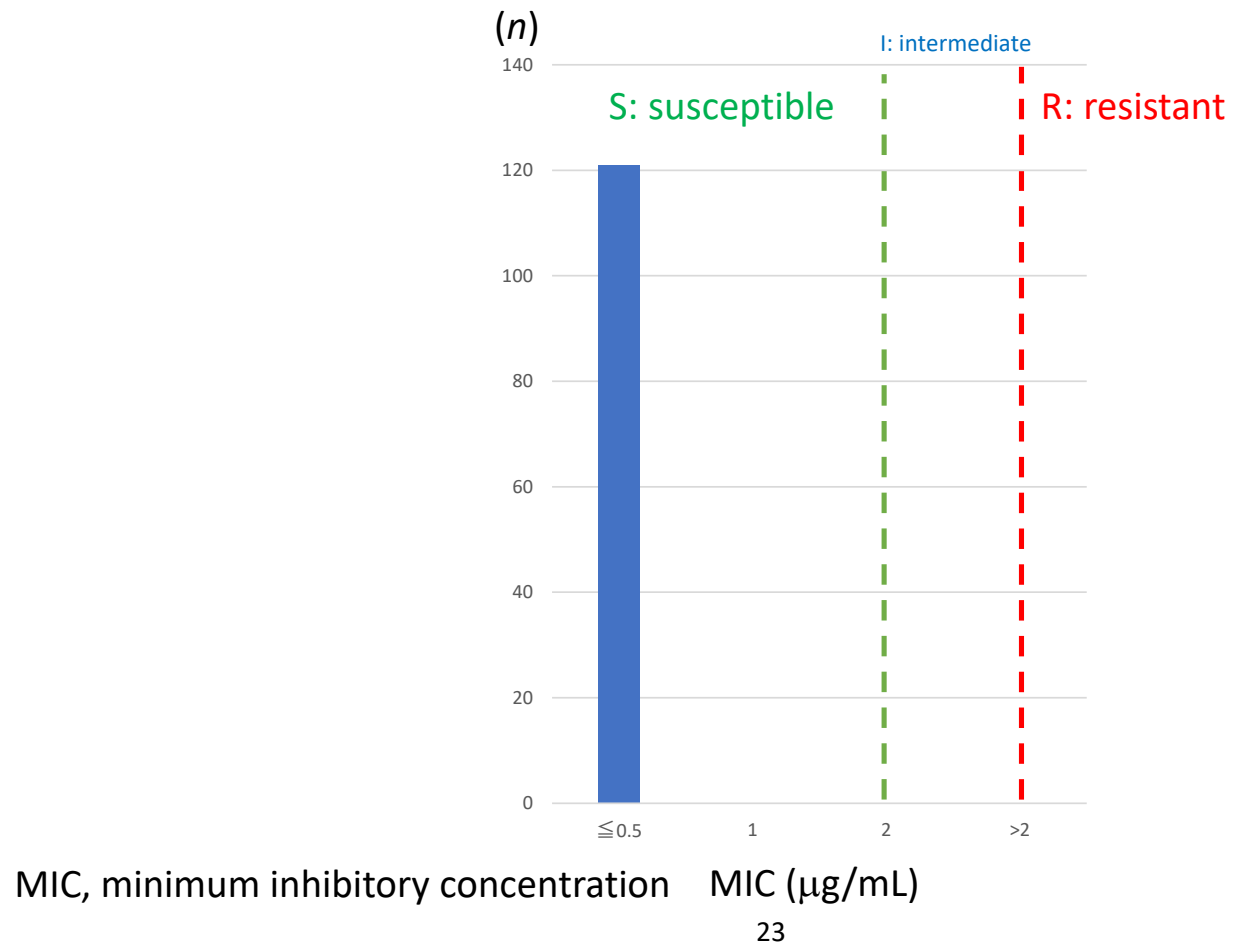 (n)
I: intermediate
140
S: susceptible
R: resistant
120
100
80
60
40
20
0
≦0.5 1 2 >2
MIC, minimum inhibitory concentration MIC (μg/mL)
23